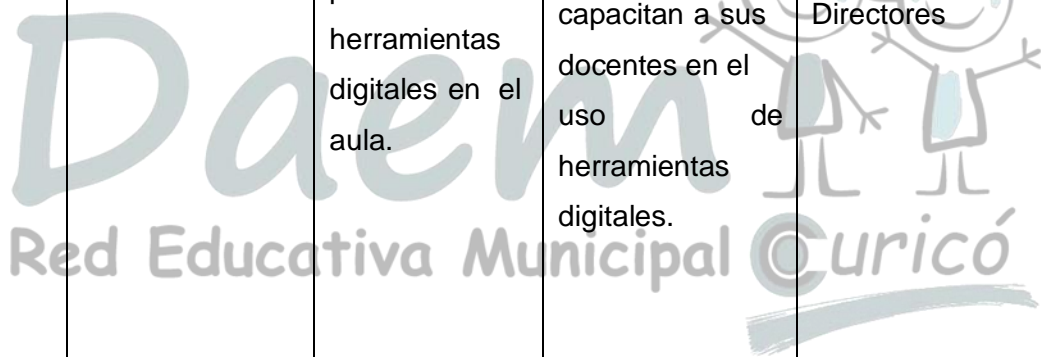 herramientas
digitales en el
aula.
capacitan a sus
docentes en el
uso de
herramientas
digitales.
Directores
Daem
Red Educativa Municipal Curicó